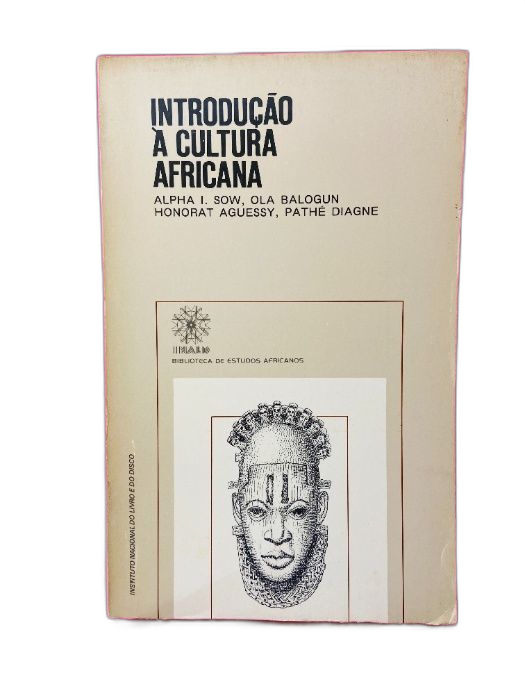 INTRODUÇÃO
À CULTURA
AFRICANA
ALPHA I. SOW, OLA BALOGUN
HONORAT AGUESSY, PATHÉ DIAGNE
BIBLIOTECA DE ESTUDOS AFRICANOS
INSTITUTO NACIONAL DO LIVRO E DO DISCO